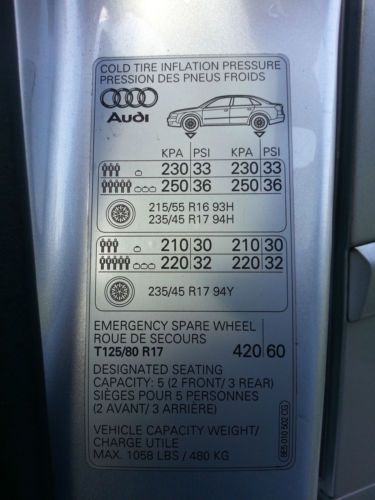 COLD TIRE INFLATION PRESSURE
PRESSION DES PNEUS FROIDS
Audi
KPA PSI KPA PSI
230 33 230 33
250 36 250 36
215/55 R16 93H
235/45 R17 94H
210 30 210 30
220 32 220 32
235/45 R17 94Y
EMERGENCY SPARE WHEEL
ROUE DE SECOURS
T125/80 R17 420 60
DESIGNATED SEATING
CAPACITY: 5 (2 FRONT/ 3 REAR)
SIÈGES POUR 5 PERSONNES
(2 AVANT/ 3 ARRIÈRE)
VEHICLE CAPACITY WEIGHT/
CHARGE UTILE
MAX. 1058 LBS / 480 KG
8E5 010 502 CG